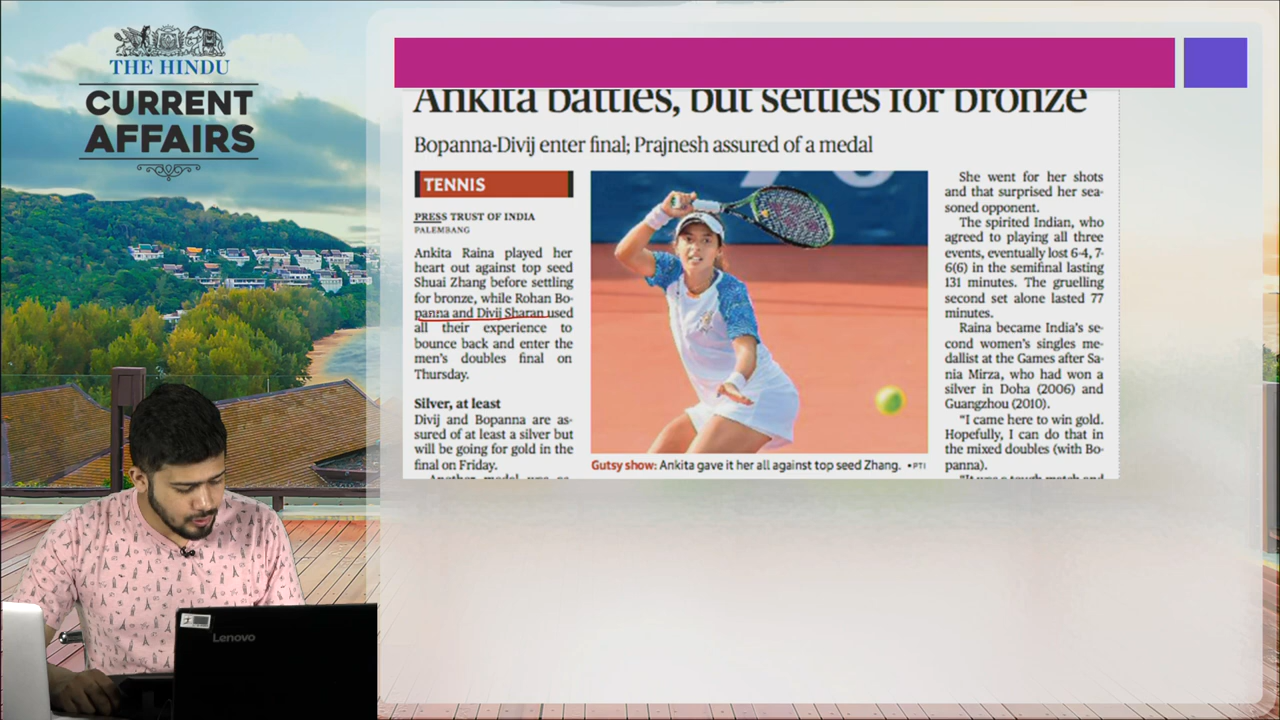 THE HINDU
CURRENT
AFFAIRS
Ankita battles, but settles for bronze
Bopanna-Divij enter final; Prajnesh assured of a medal
TENNIS
PRESS TRUST OF INDIA
PALEMBANG
Ankita Raina played her
heart out against top seed
Shuai Zhang before settling
for bronze, while Rohan Bo-
panna and Divij Sharan used
all their experience to
bounce back and enter the
men's doubles final on
Thursday.
Silver, at least
Divij and Bopanna are as-
sured of at least a silver but
will be going for gold in the
final on Friday.
Gutsy show: Ankita gave it her all against top seed Zhang. •PTI
She went for her shots
and that surprised her sea-
soned opponent.
The spirited Indian, who
agreed to playing all three
events, eventually lost 6-4, 7-
6(6) in the semifinal lasting
131 minutes. The gruelling
second set alone lasted 77
minutes.
Raina became India's se-
cond women's singles me-
dallist at the Games after Sa-
nia Mirza, who had won a
silver in Doha (2006) and
Guangzhou (2010).
"I came here to win gold.
Hopefully, I can do that in
the mixed doubles (with Bo-
panna).
Lenovo